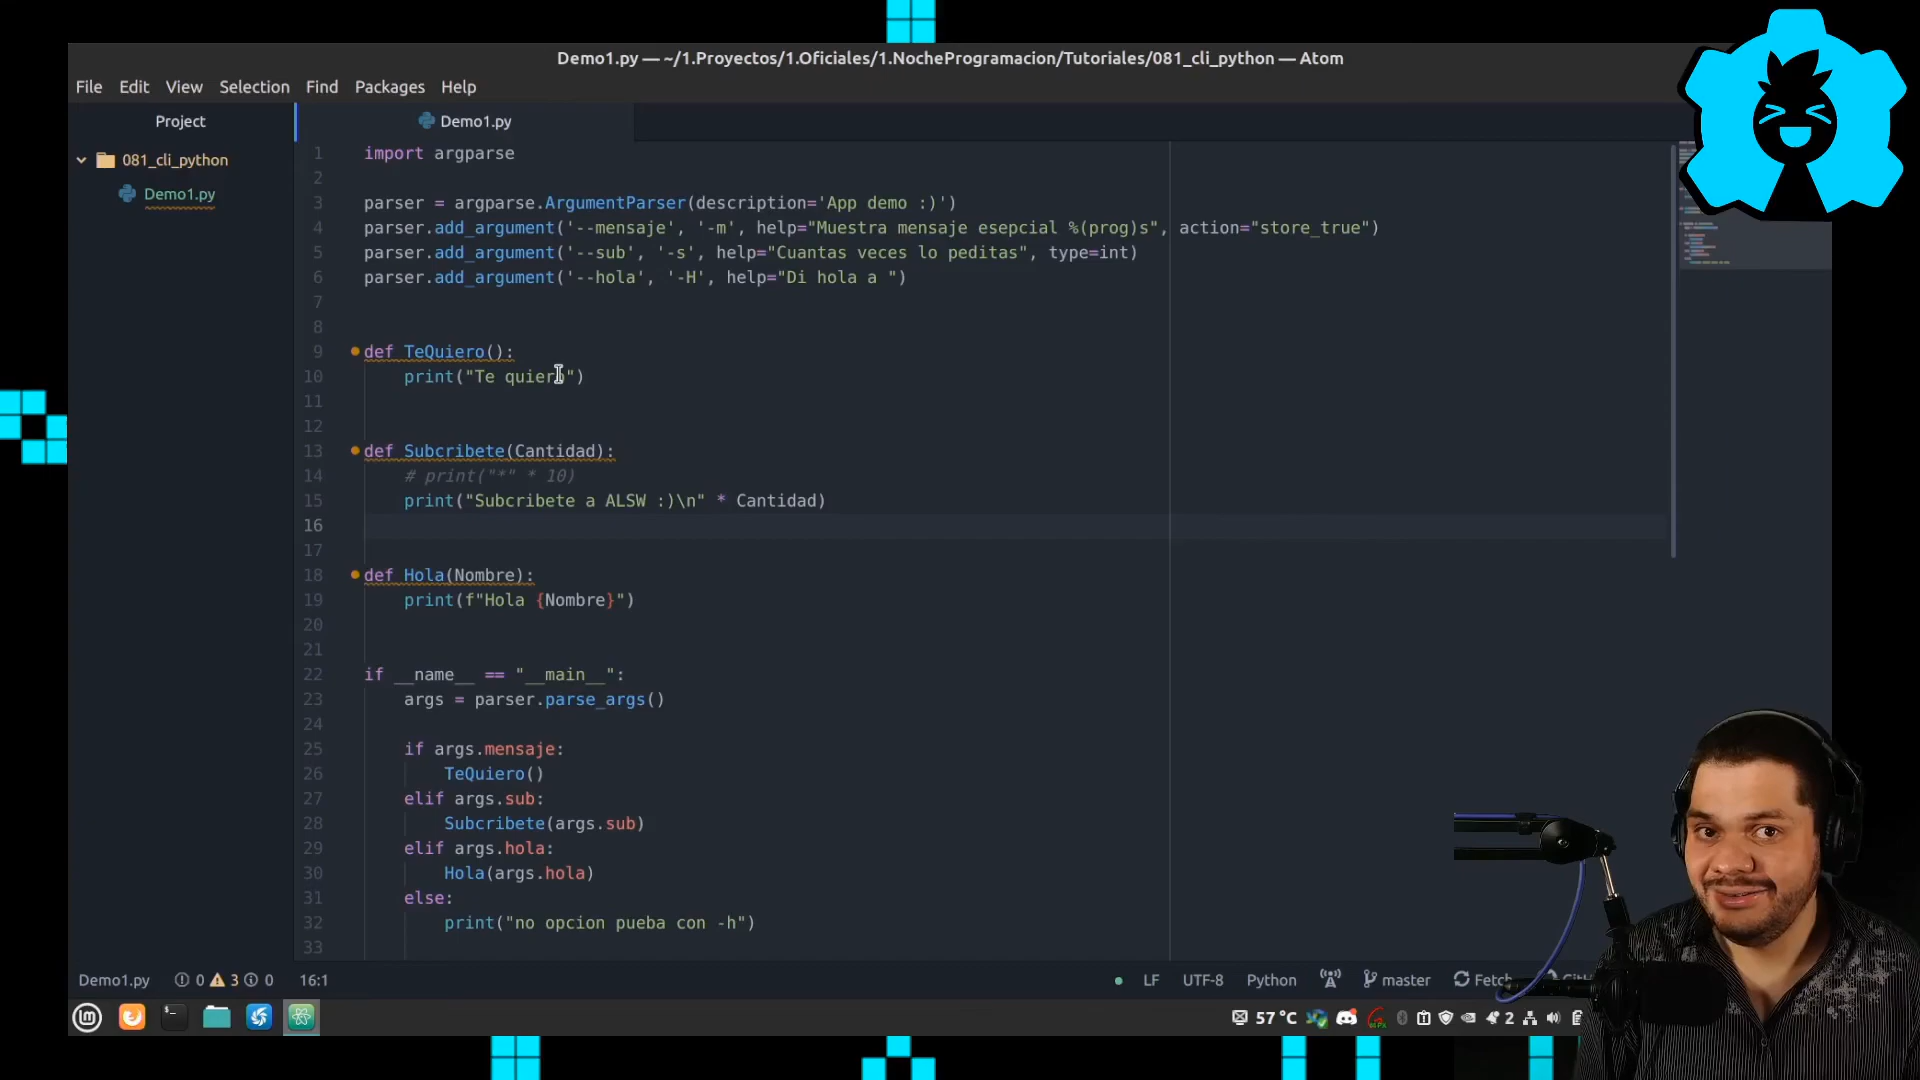 Demo1.py — ~/1.Proyectos/1.Oficiales/1.NocheProgramacion/Tutoriales/081_cli_python — Atom
File Edit View Selection Find Packages Help
Project
Demo1.py
081_cli_python
Demo1.py
1 import argparse
2
3 parser = argparse.ArgumentParser(description='App demo :)')
4 parser.add_argument('--mensaje', '-m', help="Muestra mensaje esepcial %(prog)s", action="store_true")
5 parser.add_argument('--sub', '-s', help="Cuantas veces lo peditas", type=int)
6 parser.add_argument('--hola', '-H', help="Di hola a ")
7
8
9 def TeQuiero():
10 print("Te quiero")
11
12
13 def Subcribete(Cantidad):
14 # print("*" * 10)
15 print("Subcribete a ALSW :)\n" * Cantidad)
16
17
18 def Hola(Nombre):
19 print(f"Hola {Nombre}")
20
21
22 if __name__ == "__main__":
23 args = parser.parse_args()
24
25 if args.mensaje:
26 TeQuiero()
27 elif args.sub:
28 Subcribete(args.sub)
29 elif args.hola:
30 Hola(args.hola)
31 else:
32 print("no opcion pueba con -h")
33
Demo1.py 0 3 0 16:1 LF UTF-8 Python master Fetch
57 °C 2